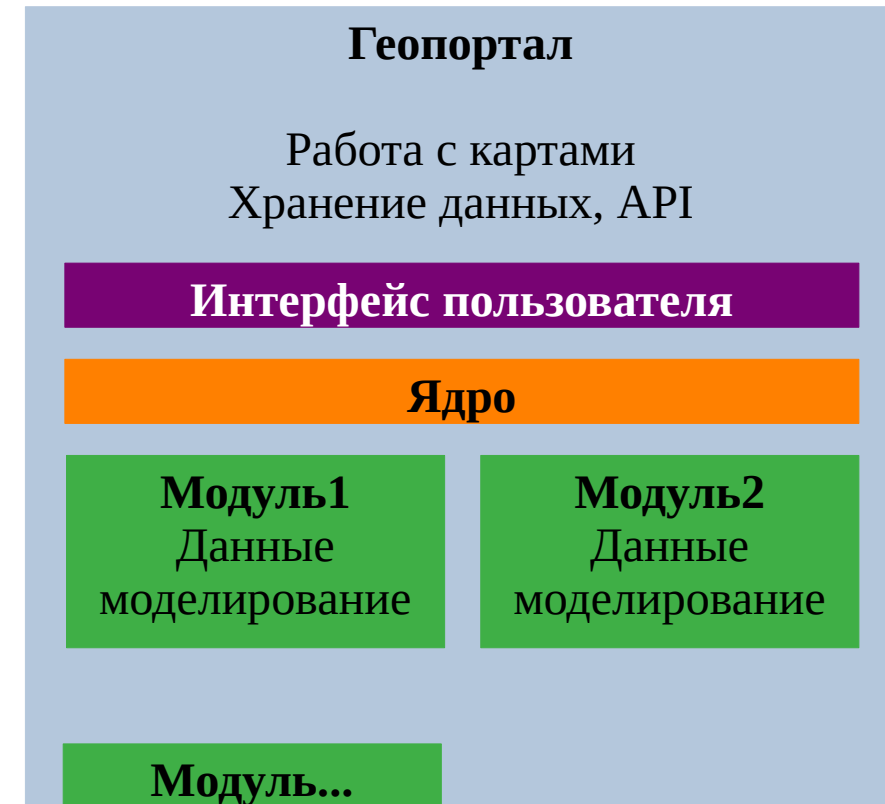 Геопортал
Работа с картами
Хранение данных, API
Интерфейс пользователя
Ядро
Модуль1
Данные
моделирование
Модуль2
Данные
моделирование
Модуль...